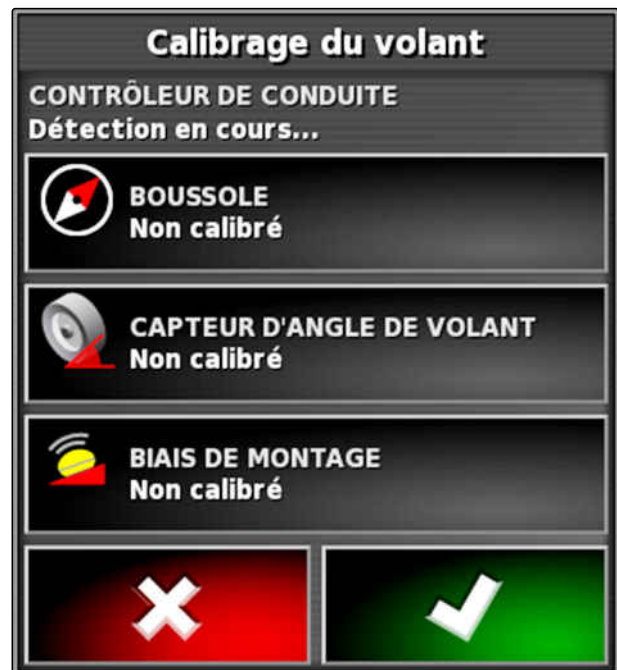 Calibrage du volant
CONTRÔLEUR DE CONDUITE
Détection en cours...
BOUSSOLE
Non calibré
CAPTEUR D'ANGLE DE VOLANT
Non calibré
BIAIS DE MONTAGE
Non calibré